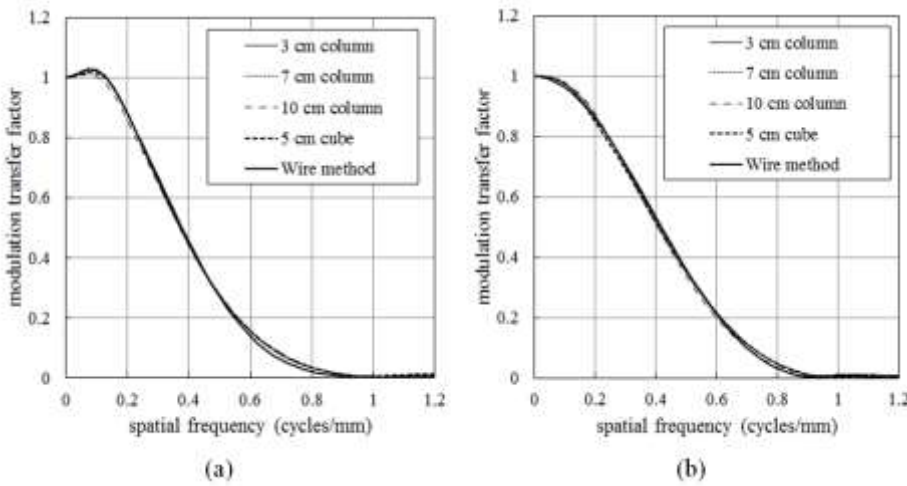 1.2
1
0.8
0.6
0.4
0.2
0
modulation transfer factor
3 cm column
7 cm column
10 cm column
5 cm cube
Wire method
0 0.2 0.4 0.6 0.8 1 1.2
spatial frequency (cycles/mm)
(a)
1.2
1
0.8
0.6
0.4
0.2
0
modulation transfer factor
3 cm column
7 cm column
10 cm column
5 cm cube
Wire method
0 0.2 0.4 0.6 0.8 1 1.2
spatial frequency (cycles/mm)
(b)